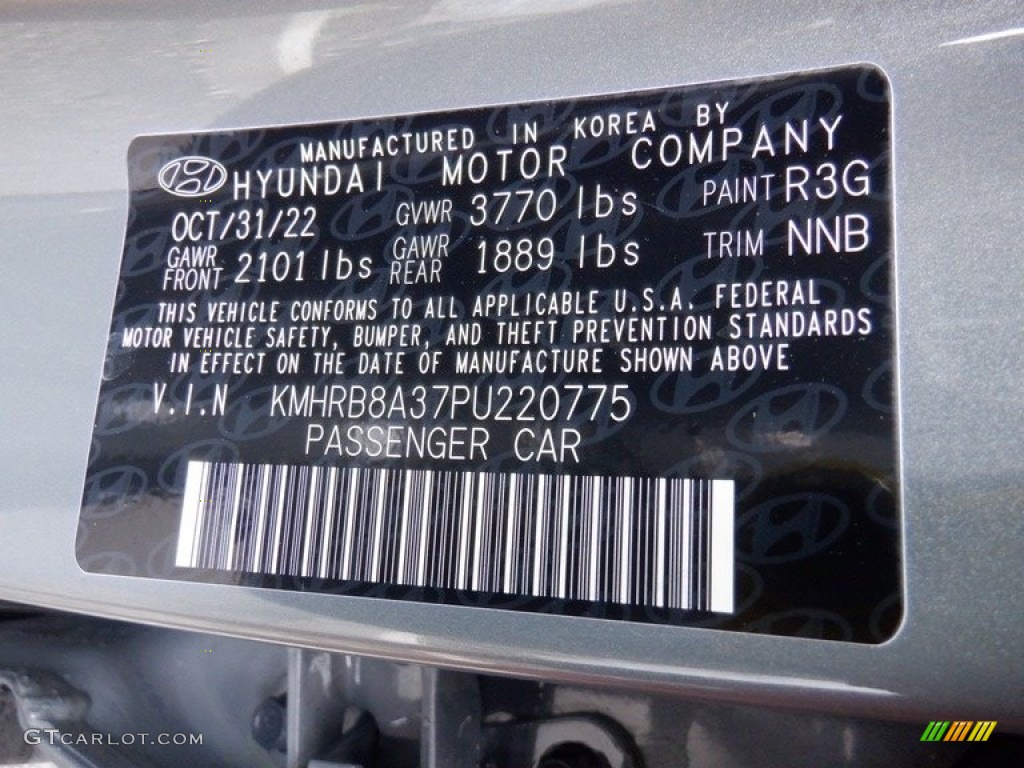 MANUFACTURED IN KOREA BY
HYUNDAI MOTOR COMPANY
OCT/31/22 GVWR 3770 lbs PAINT R3G
GAWR FRONT 2101 lbs GAWR REAR 1889 lbs TRIM NNB
THIS VEHICLE CONFORMS TO ALL APPLICABLE U.S.A. FEDERAL
MOTOR VEHICLE SAFETY, BUMPER, AND THEFT PREVENTION STANDARDS
IN EFFECT ON THE DATE OF MANUFACTURE SHOWN ABOVE
V.I.N KMHRB8A37PU220775
PASSENGER CAR
GTCARLOT.COM